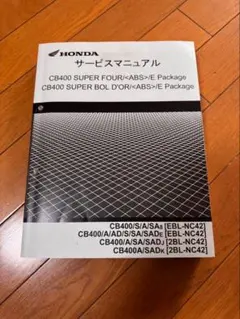 HONDA
サービスマニュアル
CB400 SUPER FOUR/<ABS>/E Package
CB400 SUPER BOL D'OR/<ABS>/E Package
CB400/S/A/SA8 [EBL-NC42]
CB400/A/AD/S/SA/SADE [EBL-NC42]
CB400/A/SA/SADJ [2BL-NC42]
CB400A/SADK [2BL-NC42]